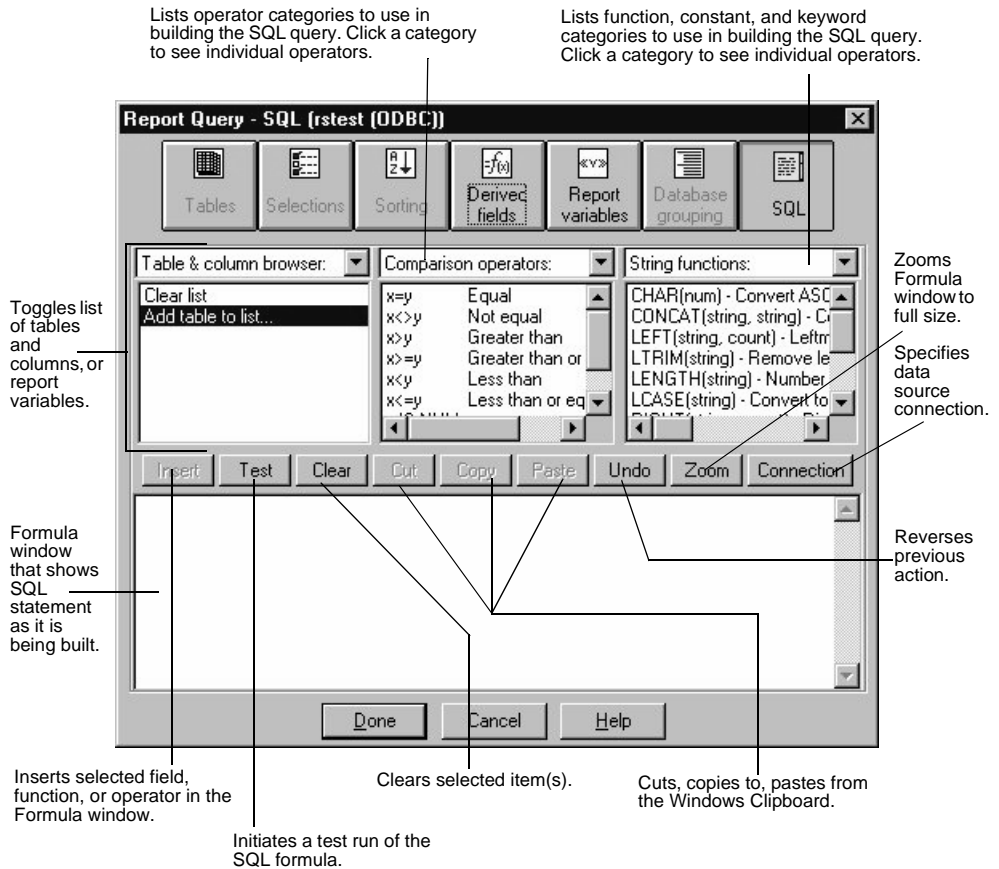 Lists operator categories to use in
building the SQL query. Click a category
to see individual operators.
Lists function, constant, and keyword
categories to use in building the SQL query.
Click a category to see individual operators.
Report Query - SQL (rstest (ODBC))
Tables
Selections
Sorting
Derived
fields
Report
variables
Database
grouping
SQL
Table & column browser:
Comparison operators:
String functions:
Clear list
Add table to list...
x=y Equal
x<>y Not equal
x>y Greater than
x>=y Greater than or
x<y Less than
x<=y Less than or eq
CHAR(num) - Convert ASC
CONCAT(string, string) - C
LEFT(string, count) - Leftm
LTRIM(string) - Remove le
LENGTH(string) - Number
LCASE(string) - Convert to
Toggles list
of tables
and
columns, or
report
variables.
Zooms
Formula
window to
full size.
Specifies
data
source
connection.
Insert Test Clear Cut Copy Paste Undo Zoom Connection
Formula
window
that shows
SQL
statement
as it is
being built.
Reverses
previous
action.
Done Cancel Help
Inserts selected field,
function, or operator in the
Formula window.
Clears selected item(s).
Cuts, copies to, pastes from
the Windows Clipboard.
Initiates a test run of the
SQL formula.